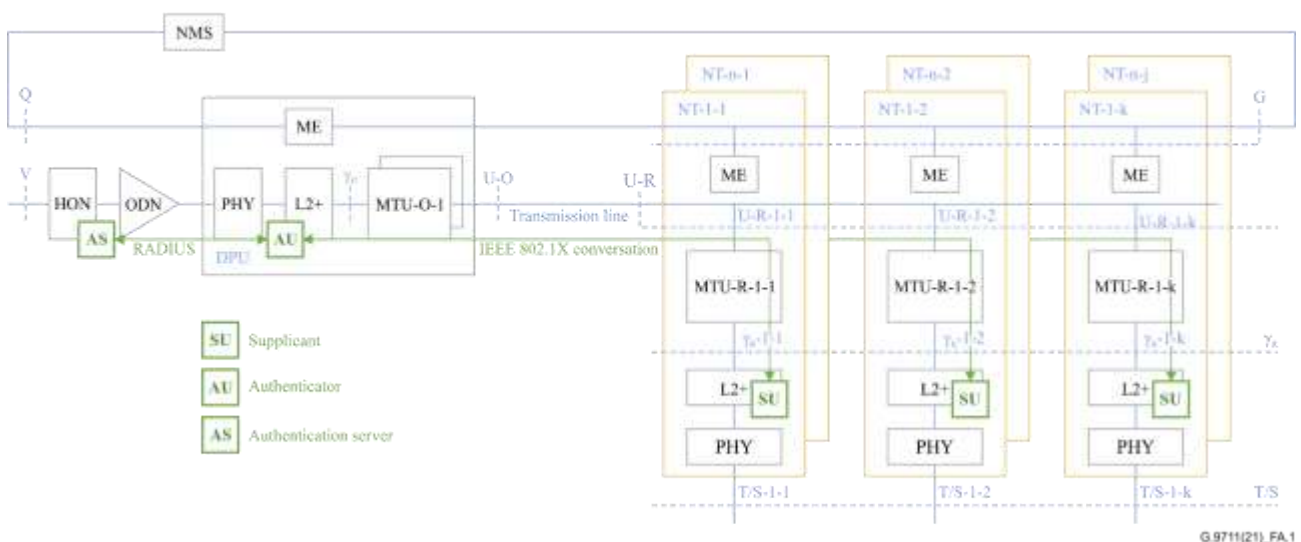 NMS
NT-n-1
NT-n-2
NT-n-j
Q
NT-1-1
NT-1-2
NT-1-k
G
ME
ME
ME
ME
V
HON
ODN
PHY
L2+
MTU-O-1
U-O
U-R
Transmission line
U-R-1-1
U-R-1-2
U-R-1-k
AS
RADIUS
AU
IEEE 802.1X conversation
DPU
MTU-R-1-1
MTU-R-1-2
MTU-R-1-k
SU
Supplicant
γR-1-1
γR-1-2
γR-1-k
γR
AU
Authenticator
L2+
SU
L2+
SU
L2+
SU
AS
Authentication server
PHY
PHY
PHY
T/S-1-1
T/S-1-2
T/S-1-k
T/S
G.9711(21)_FA.1